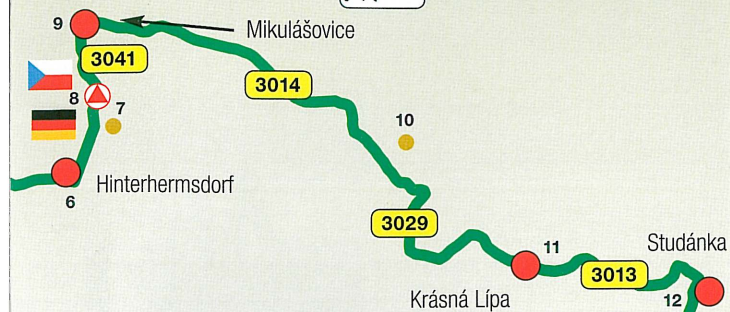 9
Mikulášovice
3041
3014
8
7
10
Hinterhermsdorf
6
3029
11
Studánka
3013
Krásná Lípa
12